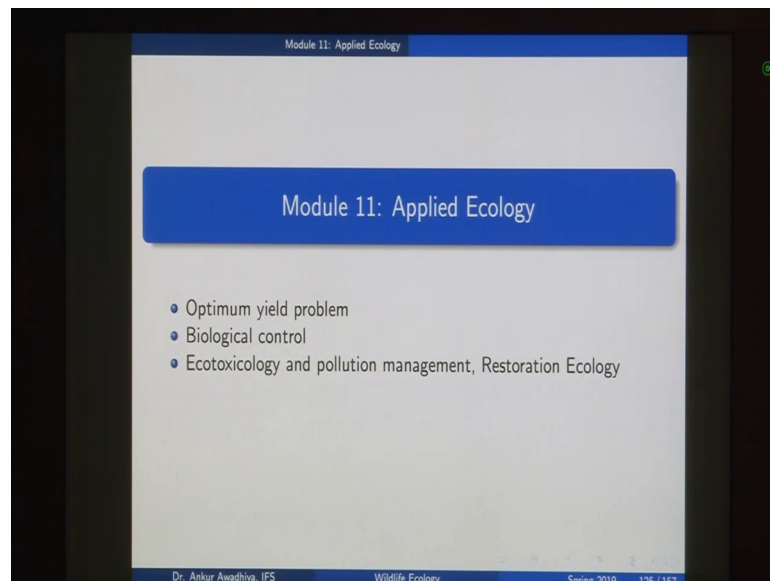 Module 11: Applied Ecology
Module 11: Applied Ecology
Optimum yield problem
Biological control
Ecotoxicology and pollution management, Restoration Ecology
Dr. Ankur Awadhiya, IFS Wildlife Ecology Spring 2019 125 / 157